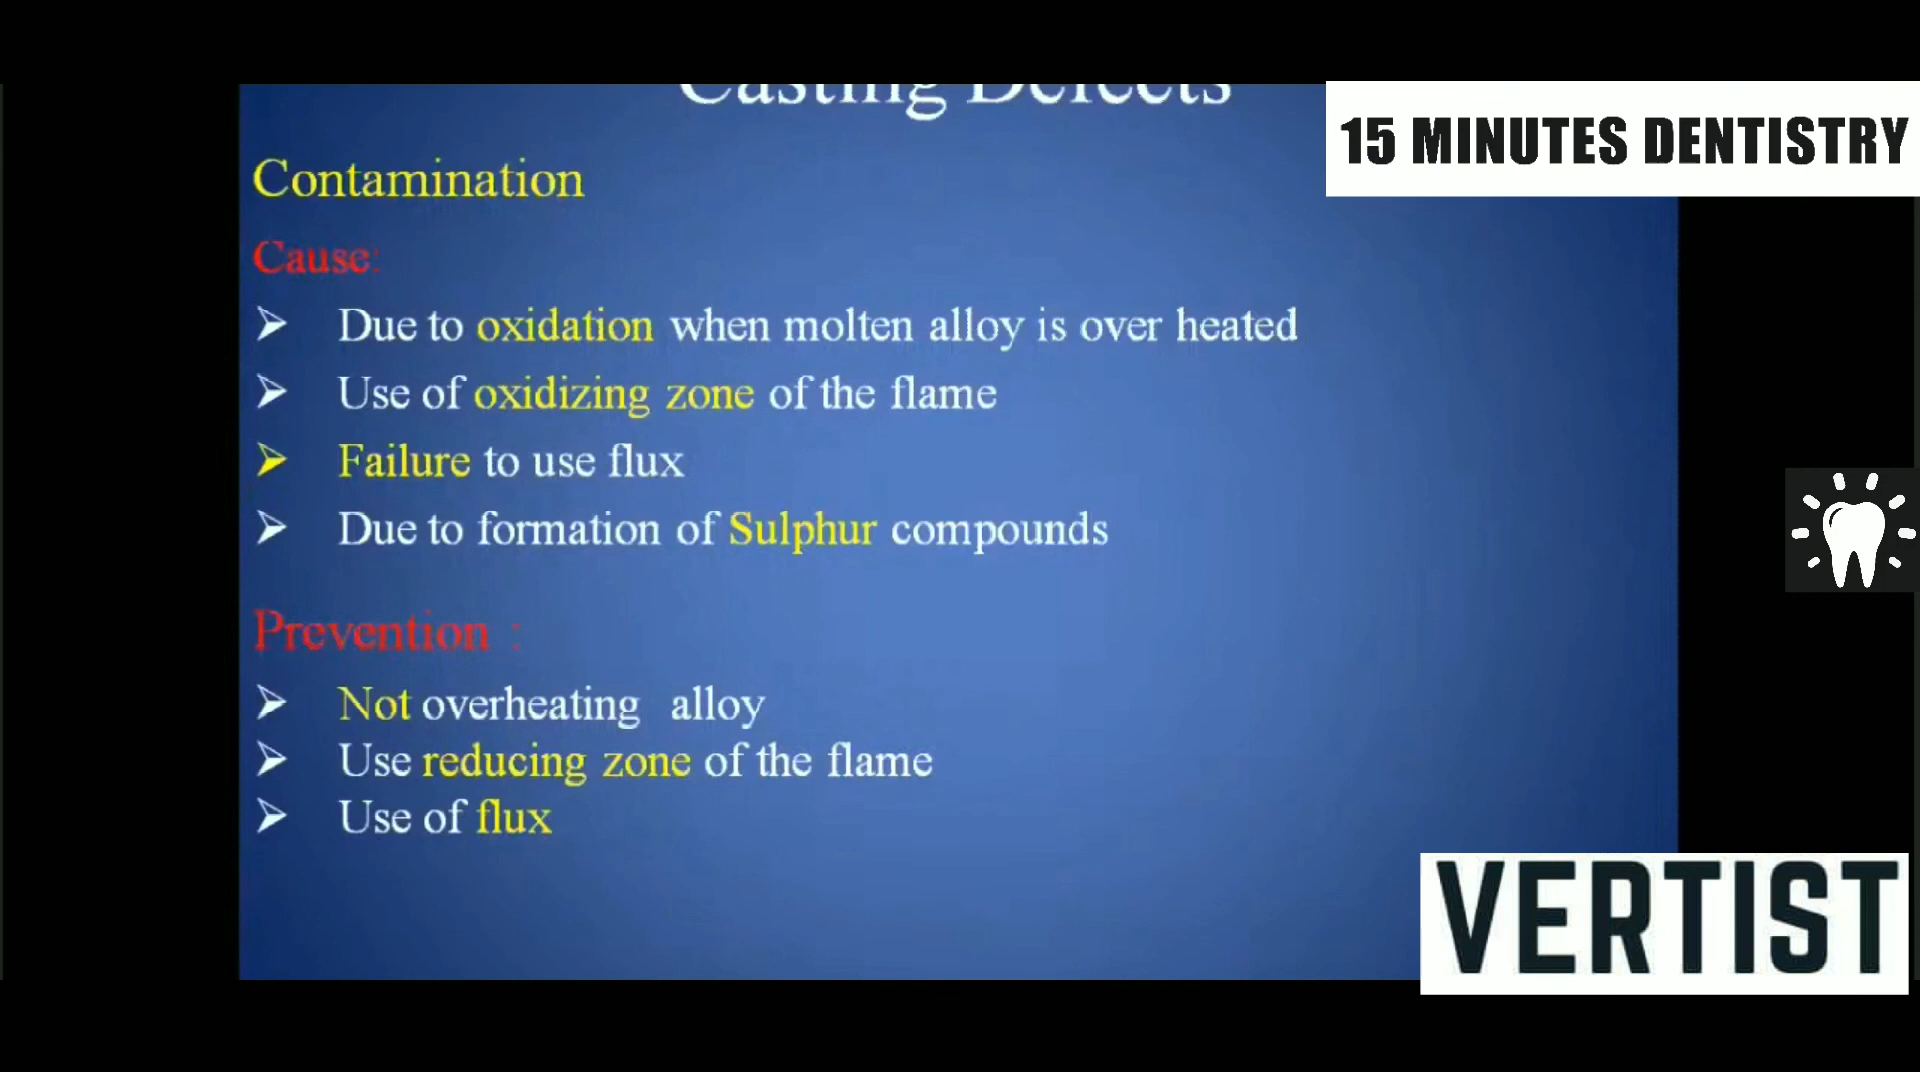 Casting Defects
15 MINUTES DENTISTRY
Contamination
Cause:
Due to oxidation when molten alloy is over heated
Use of oxidizing zone of the flame
Failure to use flux
Due to formation of Sulphur compounds
Prevention :
Not overheating alloy
Use reducing zone of the flame
Use of flux
VERTIST